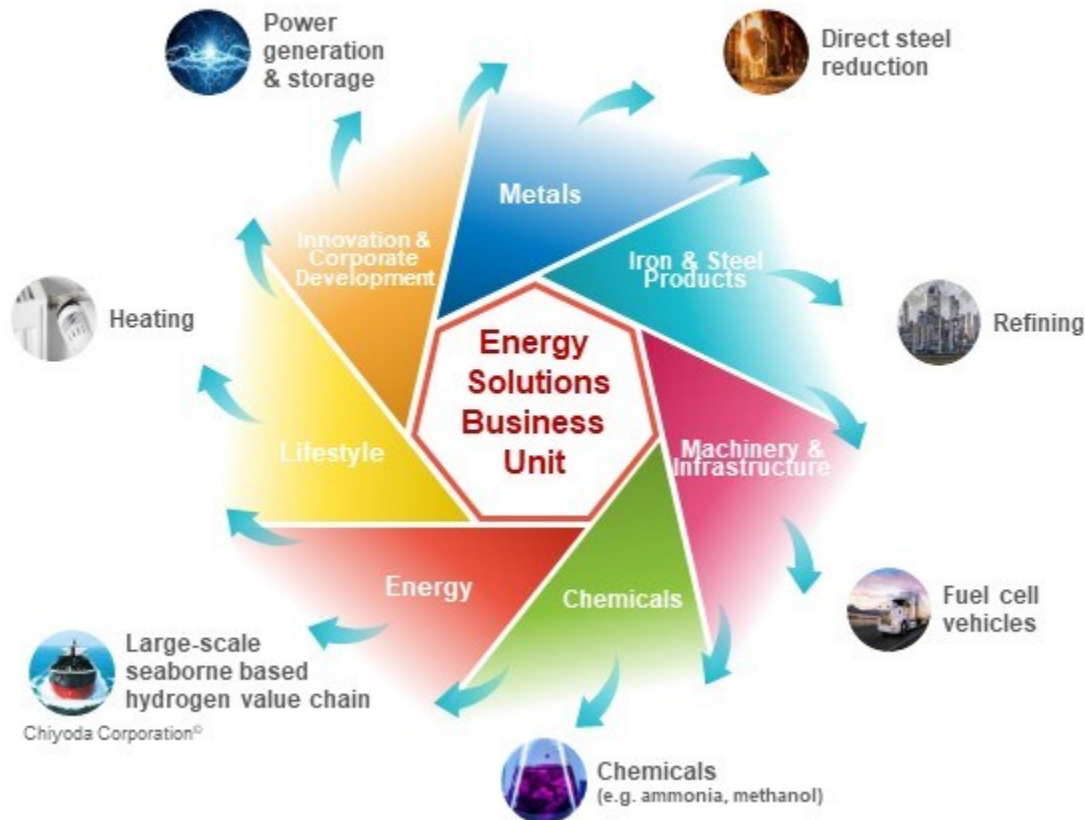 Power
generation
& storage
Direct steel
reduction
Metals
Innovation &
Corporate
Development
Iron & Steel
Products
Heating
Refining
Energy
Solutions
Business
Unit
Lifestyle
Machinery &
Infrastructure
Energy
Chemicals
Fuel cell
vehicles
Large-scale
seaborne based
hydrogen value chain
Chiyoda Corporation©
Chemicals
(e.g. ammonia, methanol)